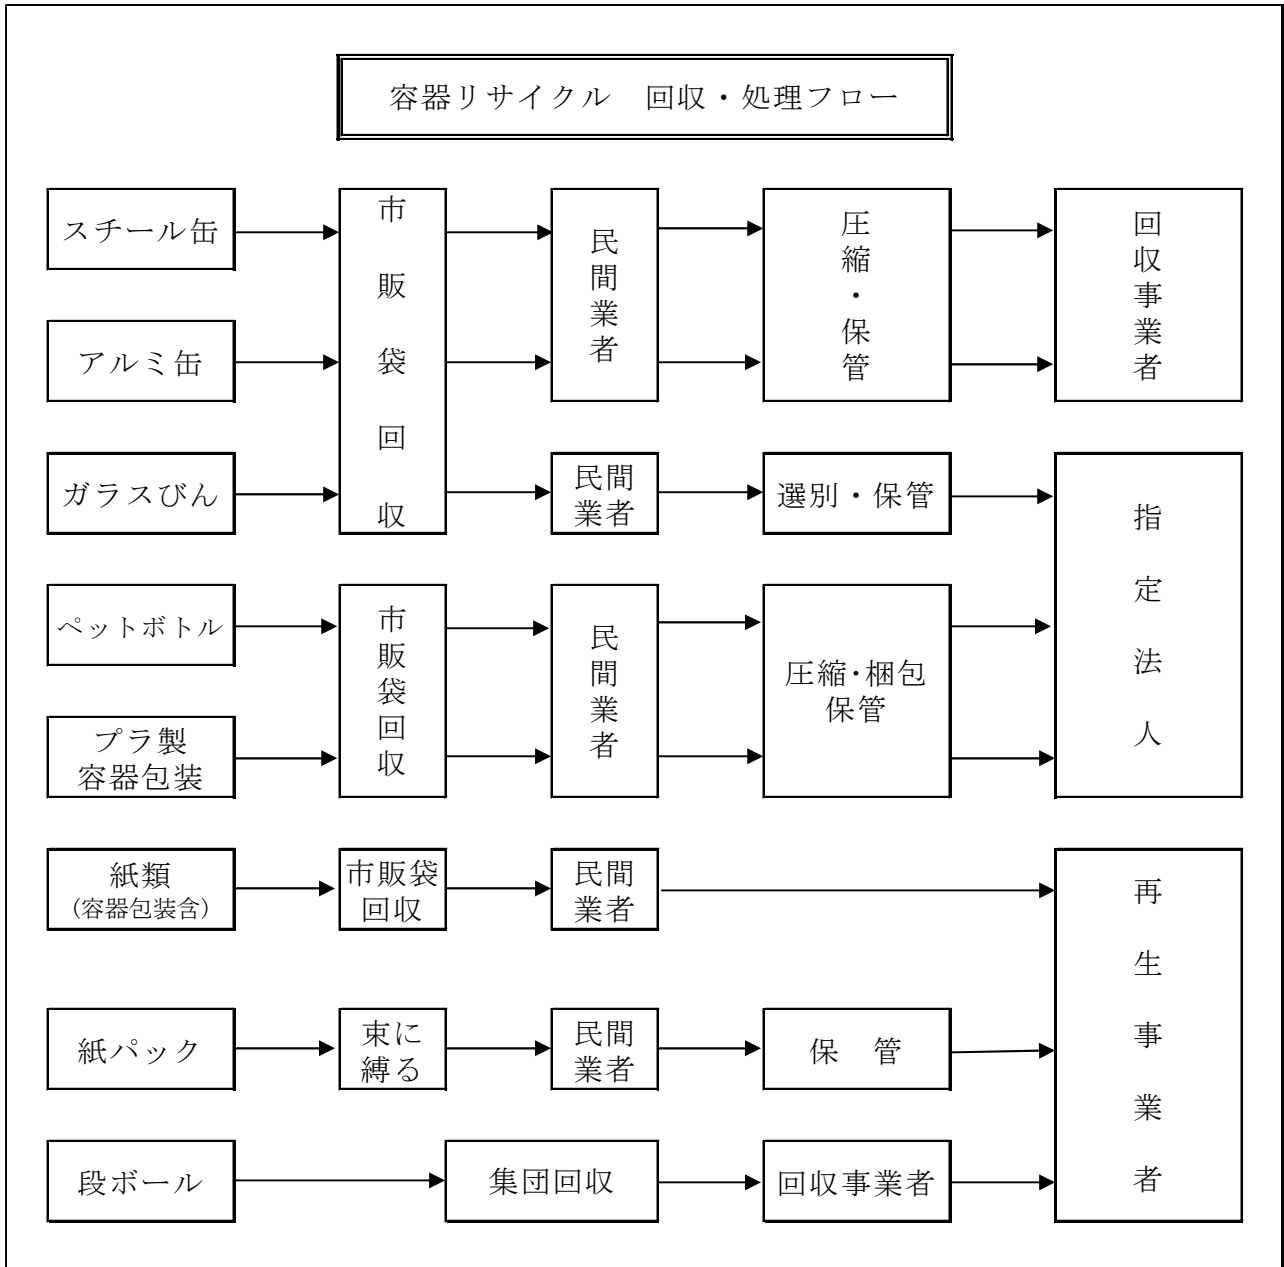 容器リサイクル　回収・処理フロー
スチール缶
アルミ缶
市販袋回収
民間業者
圧縮・保管
回収事業者
ガラスびん
民間
業者
選別・保管
指定法人
ペットボトル
プラ製
容器包装
市販袋回収
民間業者
圧縮・梱包
保管
紙類
(容器包装含)
市販袋
回収
民間
業者
再生事業者
紙パック
束に
縛る
民間
業者
保　管
段ボール
集団回収
回収事業者